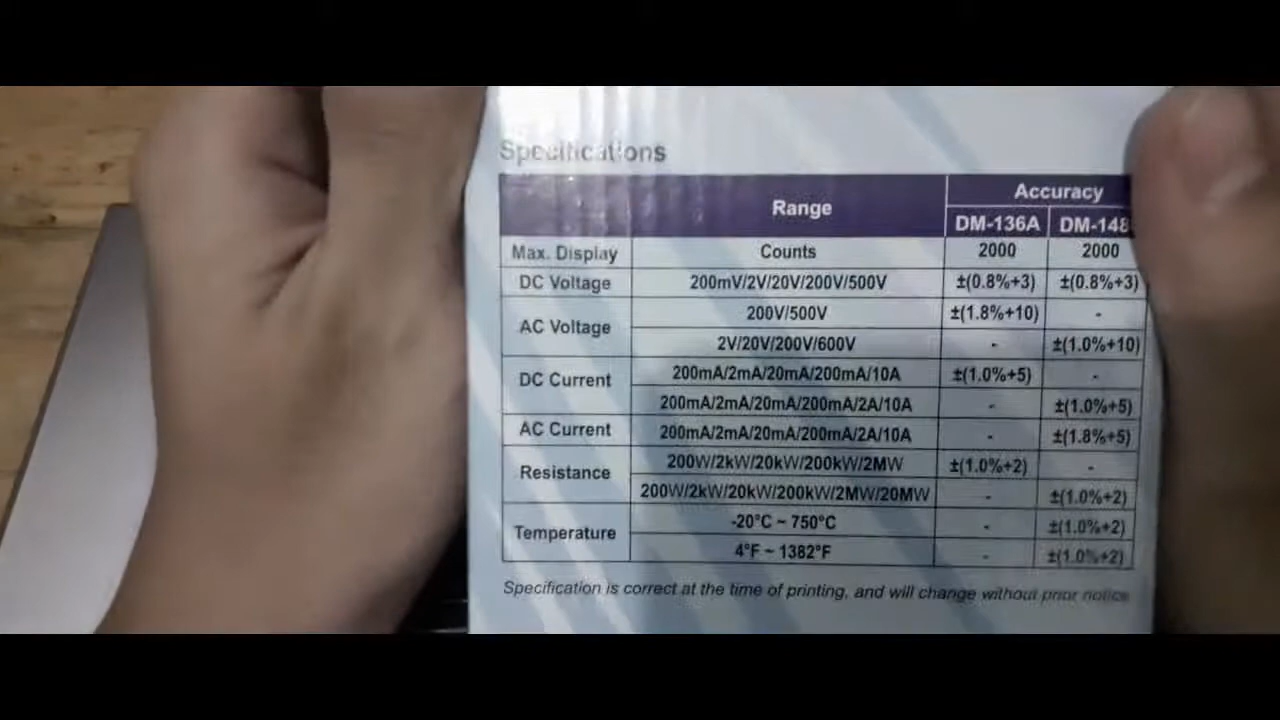 Specifications
Range Accuracy
DM-136A DM-148
Max. Display Counts 2000 2000
DC Voltage 200mV/2V/20V/200V/500V ±(0.8%+3) ±(0.8%+3)
AC Voltage 200V/500V ±(1.8%+10) -
2V/20V/200V/600V - ±(1.0%+10)
DC Current 200mA/2mA/20mA/200mA/10A ±(1.0%+5) -
200mA/2mA/20mA/200mA/2A/10A - ±(1.0%+5)
AC Current 200mA/2mA/20mA/200mA/2A/10A - ±(1.8%+5)
Resistance 200W/2kW/20kW/200kW/2MW ±(1.0%+2) -
200W/2kW/20kW/200kW/2MW/20MW - ±(1.0%+2)
Temperature -20°C ~ 750°C - ±(1.0%+2)
4°F ~ 1382°F - ±(1.0%+2)
Specification is correct at the time of printing, and will change without prior notice